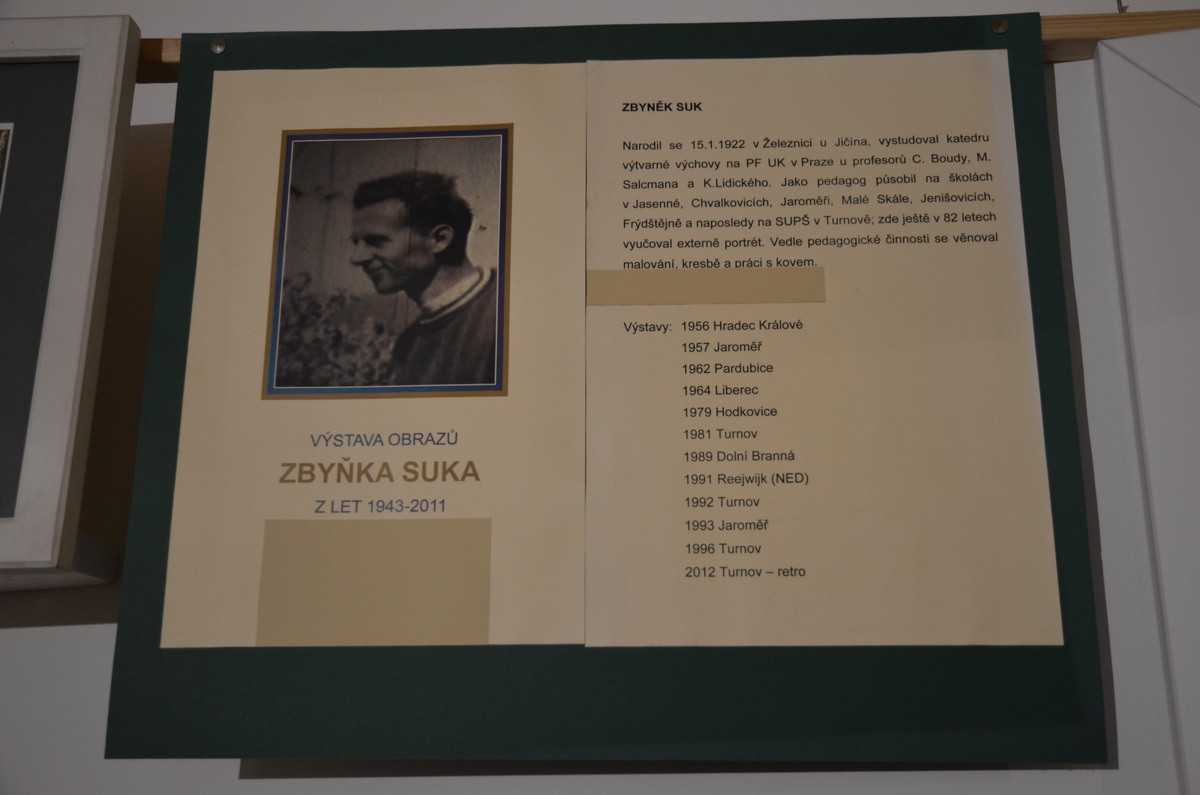 VÝSTAVA OBRAZŮ
ZBYŇKA SUKA
Z LET 1943-2011
ZBYNĚK SUK
Narodil se 15.1.1922 v Železnici u Jičína, vystudoval katedru
výtvarné výchovy na PF UK v Praze u profesorů C. Boudy, M.
Salcmana a K.Lidického. Jako pedagog působil na školách
v Jasenné, Chvalkovicích, Jaroměři, Malé Skále, Jenišovicích,
Frýdštejně a naposledy na SUPŠ v Turnově; zde ještě v 82 letech
vyučoval externě portrét. Vedle pedagogické činnosti se věnoval
malování, kresbě a práci s kovem.
Výstavy: 1956 Hradec Králové
1957 Jaroměř
1962 Pardubice
1964 Liberec
1979 Hodkovice
1981 Turnov
1989 Dolní Branná
1991 Reejwijk (NED)
1992 Turnov
1993 Jaroměř
1996 Turnov
2012 Turnov – retro